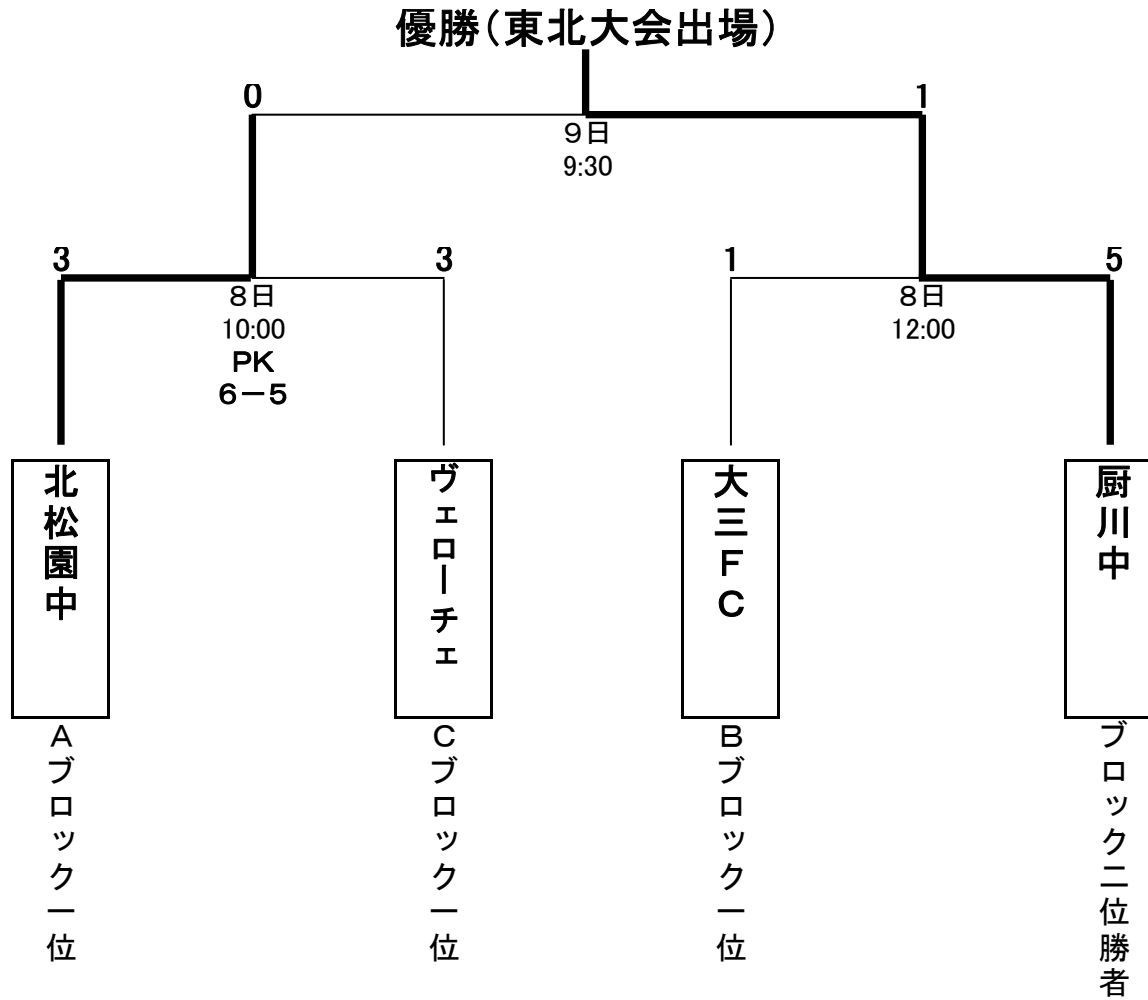 優勝（東北大会出場）
0
1
９日
9:30
3
3
1
5
８日
10:00
PK
６－５
８日
12:00
北松園中
ヴェローチェ
大三ＦＣ
厨川中
Ａブロック一位
Ｃブロック一位
Ｂブロック一位
ブロック二位勝者